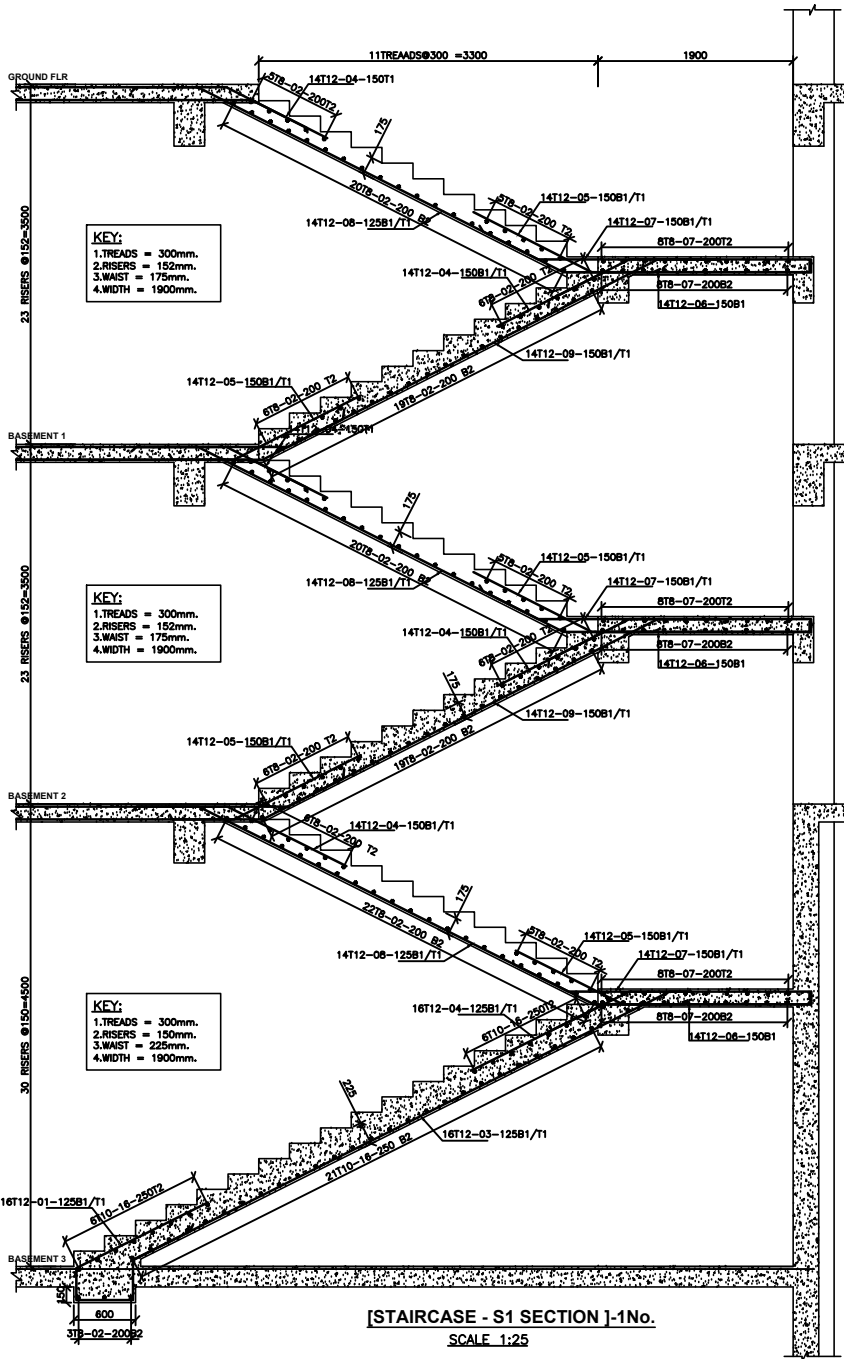 11TREAADS@300 =3300
1900
GROUND FLR
5T8-02-200T2
14T12-04-150T1
175
20T8-02-200 B2
14T12-08-125B1/T1
5T8-02-200 T2
14T12-05-150B1/T1
14T12-07-150B1/T1
8T8-07-200T2
23 RISERS @152=3500
KEY:
1.TREADS = 300mm.
2.RISERS = 152mm.
3.WAIST = 175mm.
4.WIDTH = 1900mm.
14T12-04-150B1/T1
6T8-02-200 T2
8T8-07-200B2
14T12-06-150B1
14T12-09-150B1/T1
19T8-02-200 B2
14T12-05-150B1/T1
6T8-02-200 T2
BASEMENT 1
175
20T8-02-200 B2
14T12-08-125B1/T1
5T8-02-200 T2
14T12-05-150B1/T1
14T12-07-150B1/T1
8T8-07-200T2
23 RISERS @152=3500
KEY:
1.TREADS = 300mm.
2.RISERS = 152mm.
3.WAIST = 175mm.
4.WIDTH = 1900mm.
14T12-04-150B1/T1
6T8-02-200 T2
8T8-07-200B2
14T12-06-150B1
175
14T12-09-150B1/T1
19T8-02-200 B2
14T12-05-150B1/T1
6T8-02-200 T2
BASEMENT 2
6T8-02-200 T2
14T12-04-150B1/T1
175
22T8-02-200 B2
14T12-08-125B1/T1
5T8-02-200 T2
14T12-05-150B1/T1
14T12-07-150B1/T1
8T8-07-200T2
30 RISERS @150=4500
KEY:
1.TREADS = 300mm.
2.RISERS = 150mm.
3.WAIST = 225mm.
4.WIDTH = 1900mm.
16T12-04-125B1/T1
6T10-16-250T2
8T8-07-200B2
14T12-06-150B1
225
16T12-03-125B1/T1
21T10-16-250 B2
16T12-01-125B1/T1
6T10-16-250T2
BASEMENT 3
150
600
3T8-02-200B2
[STAIRCASE - S1 SECTION ]-1No.
SCALE 1:25